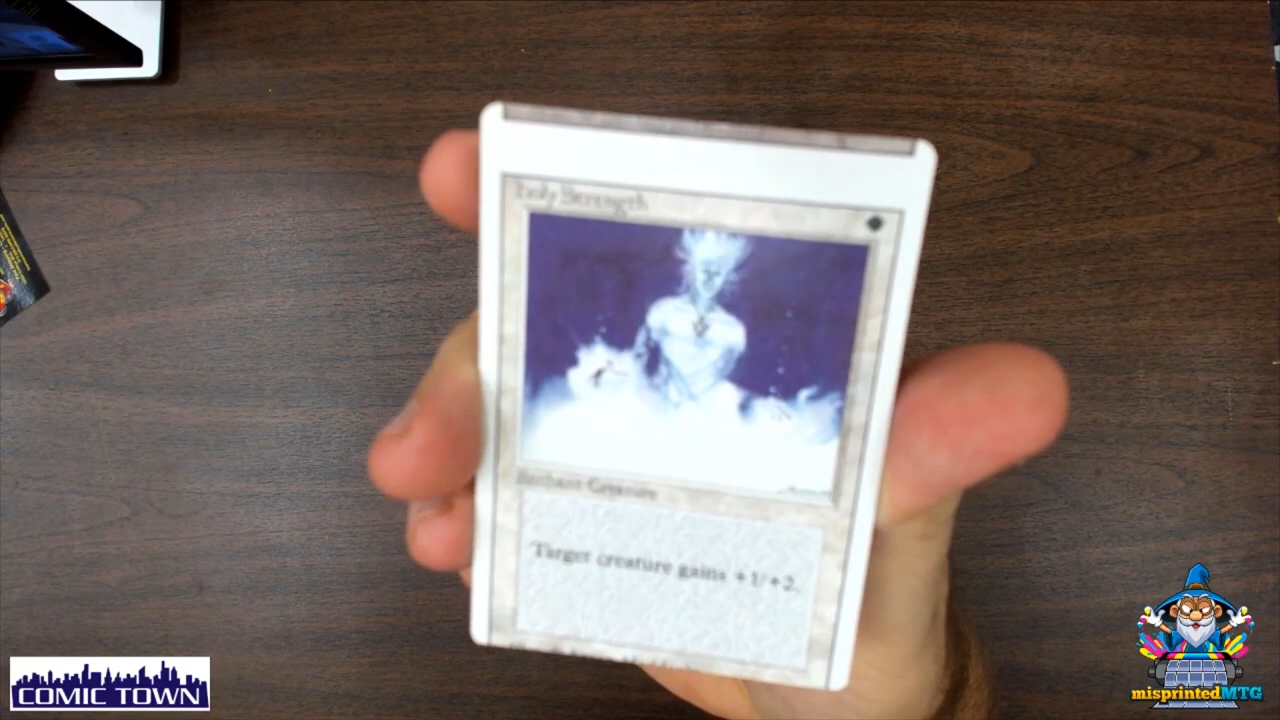 Holy Strength
Enchant Creature
Target creature gains +1/+2.
COMIC TOWN
misprintedMTG